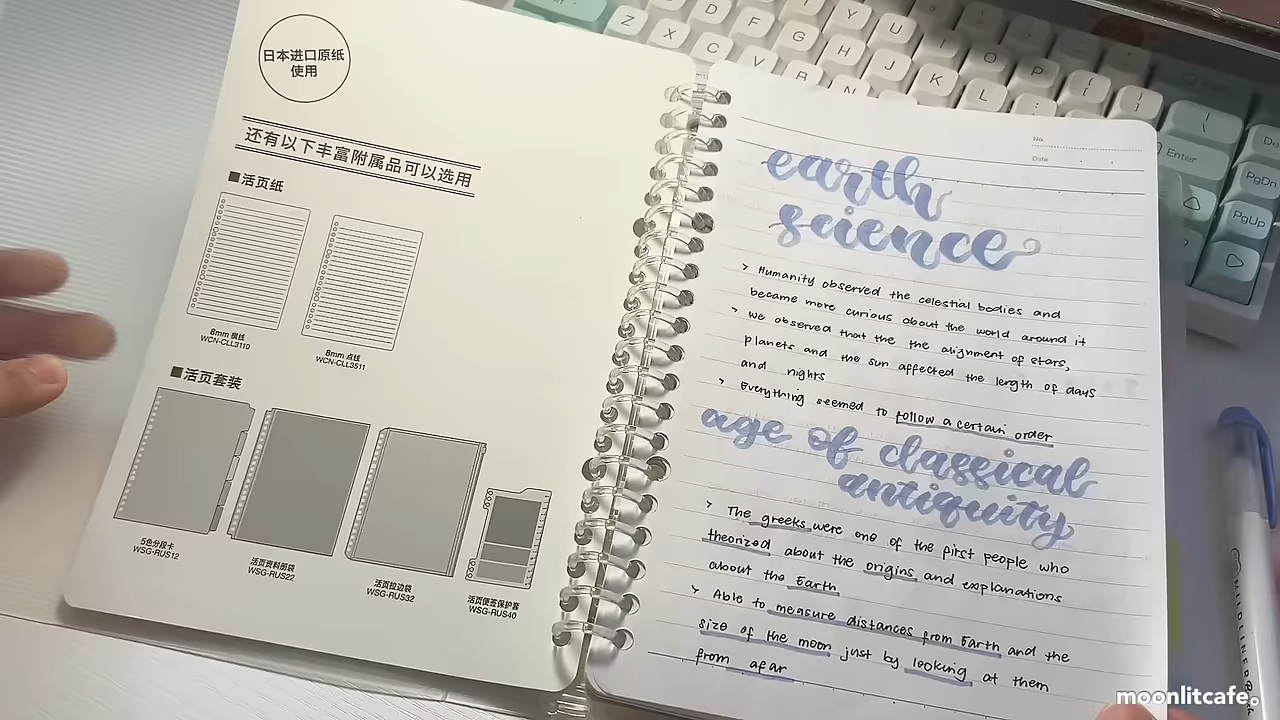 日本进口原纸
使用
还有以下丰富附属品可以选用
■活页纸
8mm 横线
WCN-CLL3110
8mm 点线
WCN-CLL3511
■活页套装
5色分段卡
WSG-RUS12
活页资料册袋
WSG-RUS22
活页拉边袋
WSG-RUS32
活页便签保护套
WSG-RUS40
No.
Date
earth
science
> Humanity observed the celestial bodies and
became more curious about the world around it
> We observed that the the alignment of stars,
planets and the sun affected the length of days
and nights
> Everything seemed to follow a certain order
age of classical
antiquity
> The greeks were one of the first people who
theorized about the origins and explanations
about the Earth
> Able to measure distances from Earth and the
size of the moon just by looking at them
from afar
Z
X
C
V
B
N
D
F
G
H
J
K
L
Y
U
I
O
P
Enter
De
PgDn
PgUp
MILDLINER
moonlitcafe.